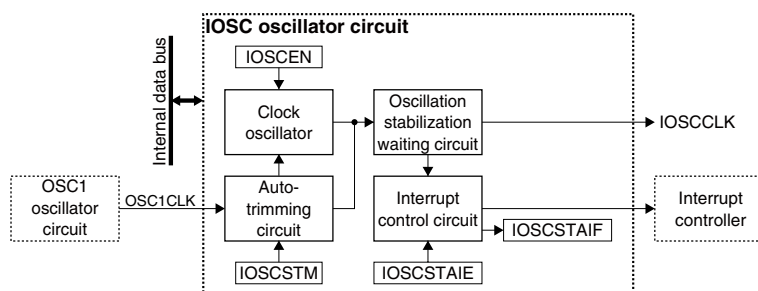 IOSC oscillator circuit
Internal data bus
IOSCEN
Clock
oscillator
Oscillation
stabilization
waiting circuit
IOSCCLK
OSC1
oscillator
circuit
OSC1CLK
Auto-
trimming
circuit
Interrupt
control circuit
Interrupt
controller
IOSCSTAIF
IOSCSTM
IOSCSTAIE